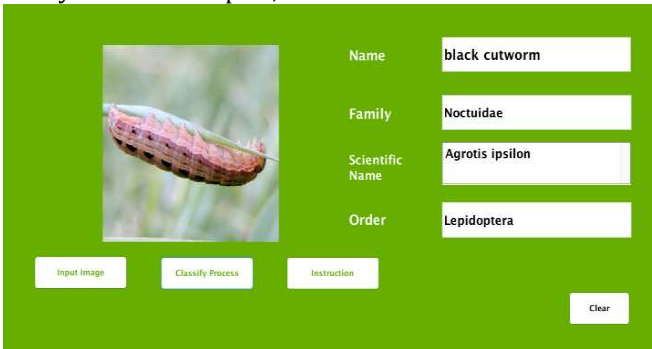 Name black cutworm
Family Noctuidae
Scientific Name Agrotis ipsilon
Order Lepidoptera
Input Image Classify Process Instruction
Clear